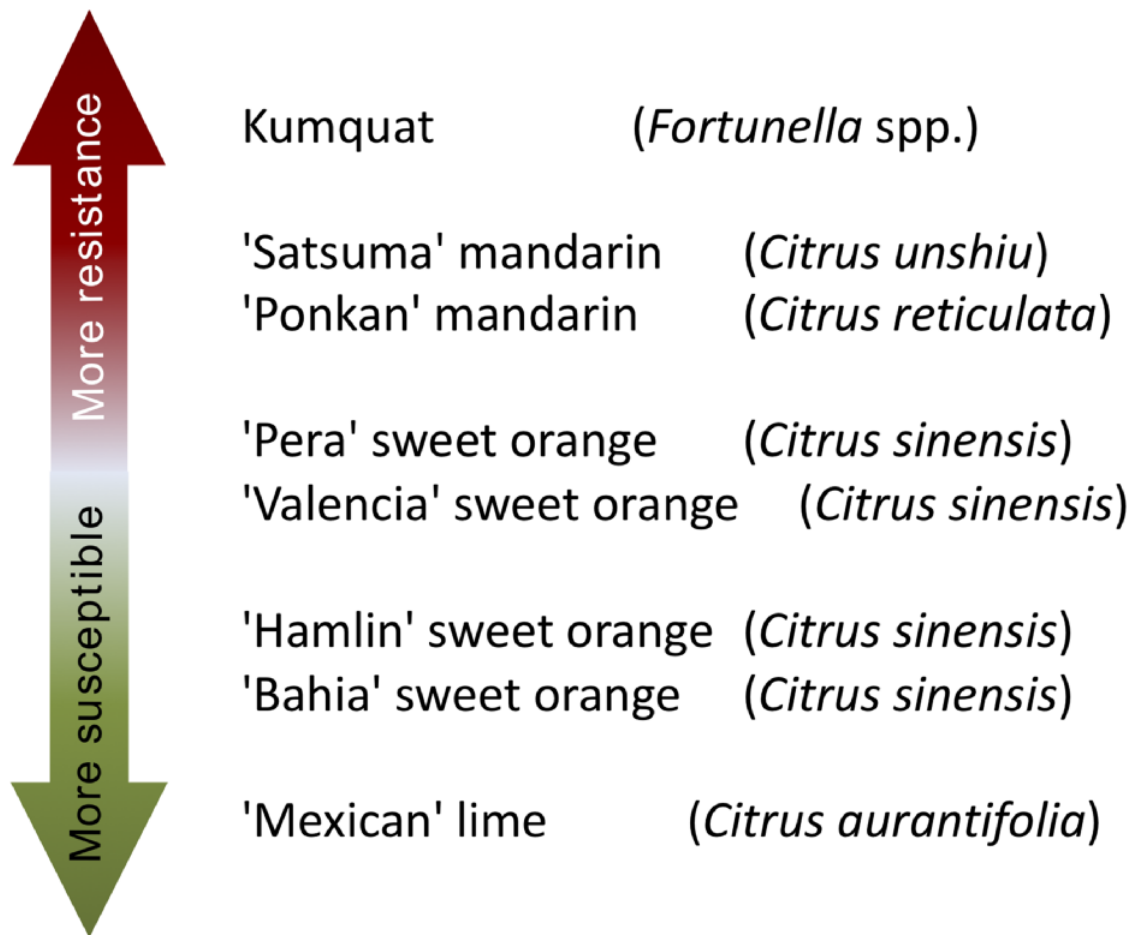 More resistance
More susceptible
Kumquat (Fortunella spp.)
'Satsuma' mandarin (Citrus unshiu)
'Ponkan' mandarin (Citrus reticulata)
'Pera' sweet orange (Citrus sinensis)
'Valencia' sweet orange (Citrus sinensis)
'Hamlin' sweet orange (Citrus sinensis)
'Bahia' sweet orange (Citrus sinensis)
'Mexican' lime (Citrus aurantifolia)